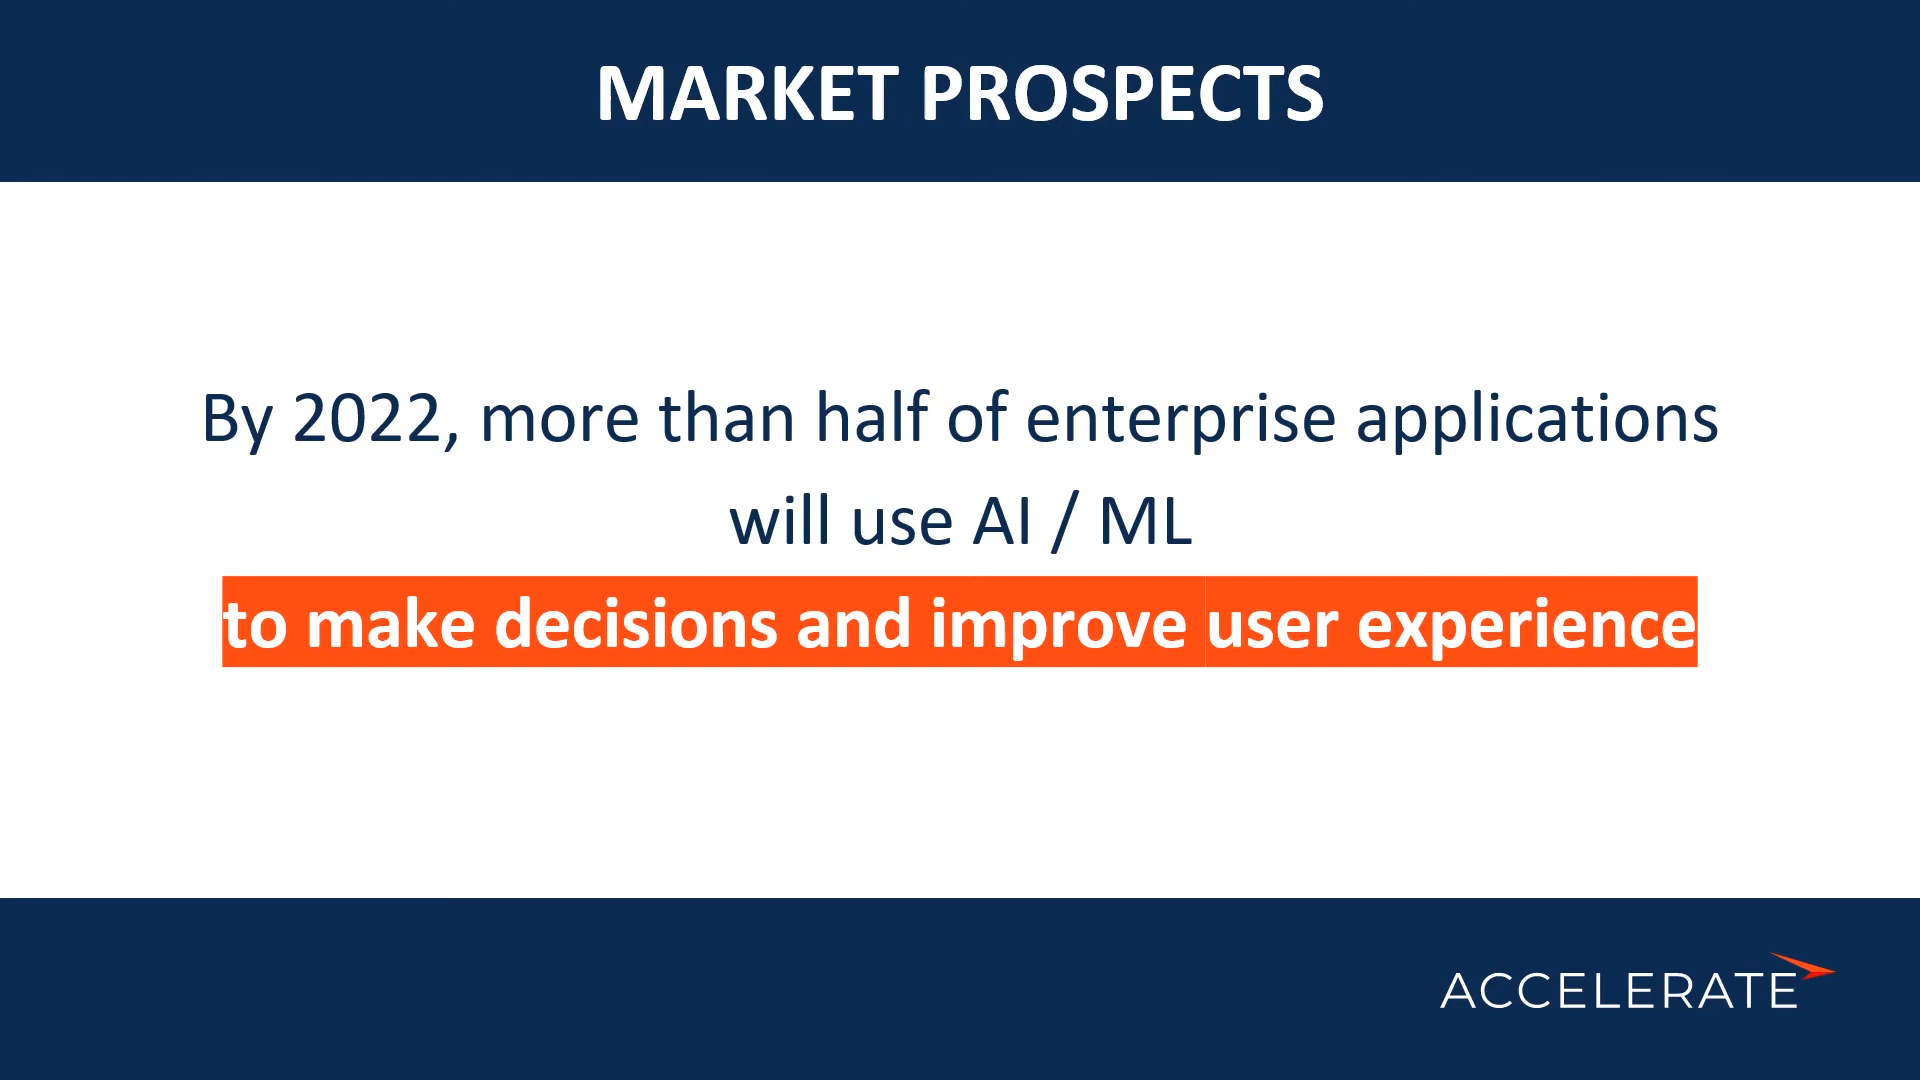 MARKET PROSPECTS
By 2022, more than half of enterprise applications
will use AI / ML
to make decisions and improve user experience
ACCELERATE